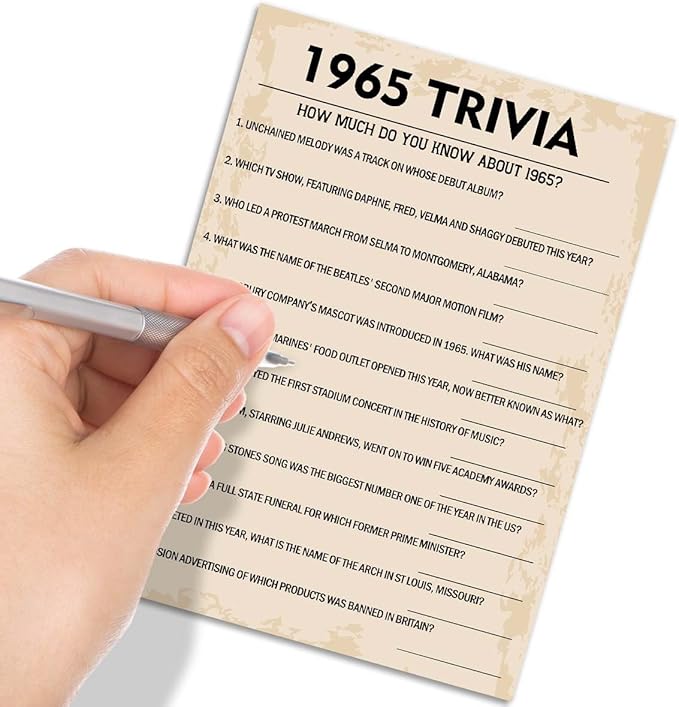 1965 TRIVIA
HOW MUCH DO YOU KNOW ABOUT 1965?
1. UNCHAINED MELODY WAS A TRACK ON WHOSE DEBUT ALBUM?
2. WHICH TV SHOW, FEATURING DAPHNE, FRED, VELMA AND SHAGGY DEBUTED THIS YEAR?
3. WHO LED A PROTEST MARCH FROM SELMA TO MONTGOMERY, ALABAMA?
4. WHAT WAS THE NAME OF THE BEATLES' SECOND MAJOR MOTION FILM?
COMPANY'S MASCOT WAS INTRODUCED IN 1965. WHAT WAS HIS NAME?
MARINES' FOOD OUTLET OPENED THIS YEAR, NOW BETTER KNOWN AS WHAT?
THE FIRST STADIUM CONCERT IN THE HISTORY OF MUSIC?
STARRING JULIE ANDREWS, WENT ON TO WIN FIVE ACADEMY AWARDS?
STONES SONG WAS THE BIGGEST NUMBER ONE OF THE YEAR IN THE US?
A FULL STATE FUNERAL FOR WHICH FORMER PRIME MINISTER?
IN THIS YEAR, WHAT IS THE NAME OF THE ARCH IN ST LOUIS, MISSOURI?
ADVERTISING OF WHICH PRODUCTS WAS BANNED IN BRITAIN?